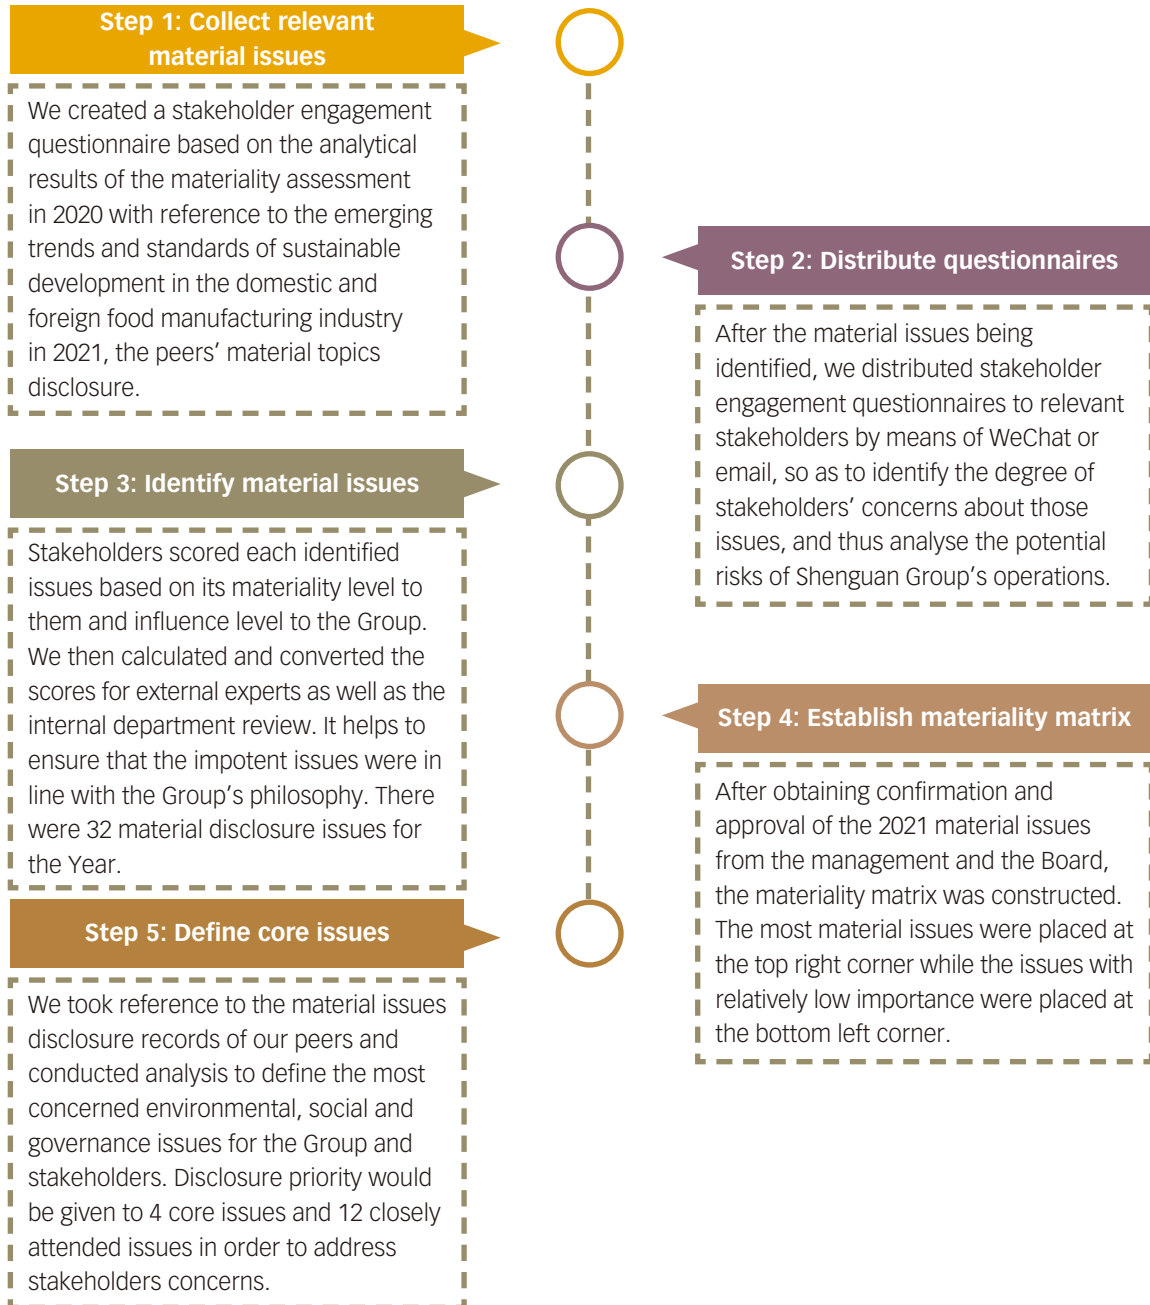 Step 1: Collect relevant
material issues
We created a stakeholder engagement
questionnaire based on the analytical
results of the materiality assessment
in 2020 with reference to the emerging
trends and standards of sustainable
development in the domestic and
foreign food manufacturing industry
in 2021, the peers’ material topics
disclosure.
Step 2: Distribute questionnaires
After the material issues being
identified, we distributed stakeholder
engagement questionnaires to relevant
stakeholders by means of WeChat or
email, so as to identify the degree of
stakeholders’ concerns about those
issues, and thus analyse the potential
risks of Shenguan Group’s operations.
Step 3: Identify material issues
Stakeholders scored each identified
issues based on its materiality level to
them and influence level to the Group.
We then calculated and converted the
scores for external experts as well as the
internal department review. It helps to
ensure that the impotent issues were in
line with the Group’s philosophy. There
were 32 material disclosure issues for
the Year.
Step 4: Establish materiality matrix
After obtaining confirmation and
approval of the 2021 material issues
from the management and the Board,
the materiality matrix was constructed.
The most material issues were placed at
the top right corner while the issues with
relatively low importance were placed at
the bottom left corner.
Step 5: Define core issues
We took reference to the material issues
disclosure records of our peers and
conducted analysis to define the most
concerned environmental, social and
governance issues for the Group and
stakeholders. Disclosure priority would
be given to 4 core issues and 12 closely
attended issues in order to address
stakeholders concerns.